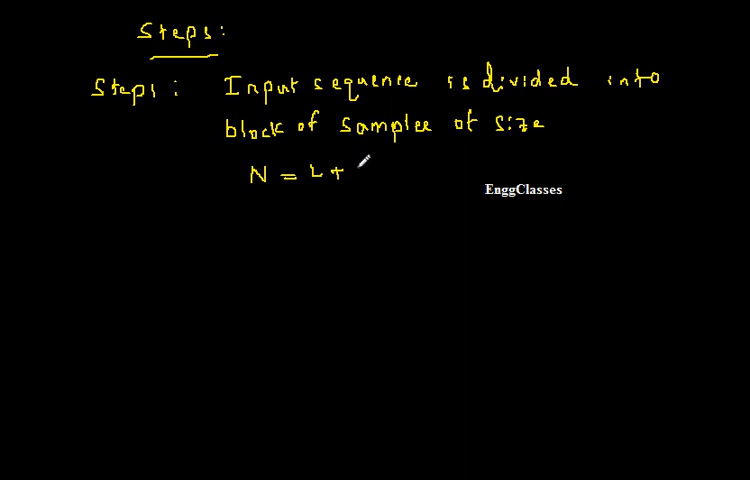 Steps:
Step1: Input sequence is divided into
block of samples of size
N = L+
EnggClasses